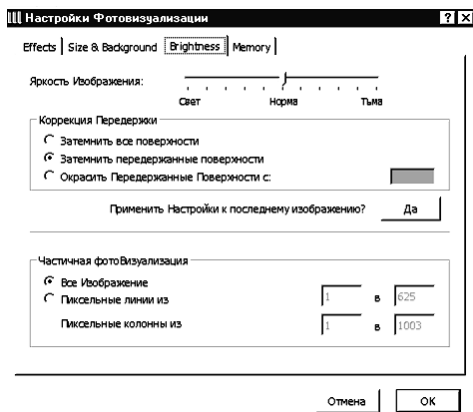 Настройки Фотовизуализации
Effects Size & Background Brightness Memory
Яркость Изображения:
Свет Норма Тьма
Коррекция Передержки
Затемнить все поверхности
Затемнить передержанные поверхности
Окрасить Передержанные Поверхности с:
Применить Настройки к последнему изображению? Да
Частичная фотоВизуализация
Все Изображение
Пиксельные линии из 1 в 625
Пиксельные колонны из 1 в 1003
Отмена OK